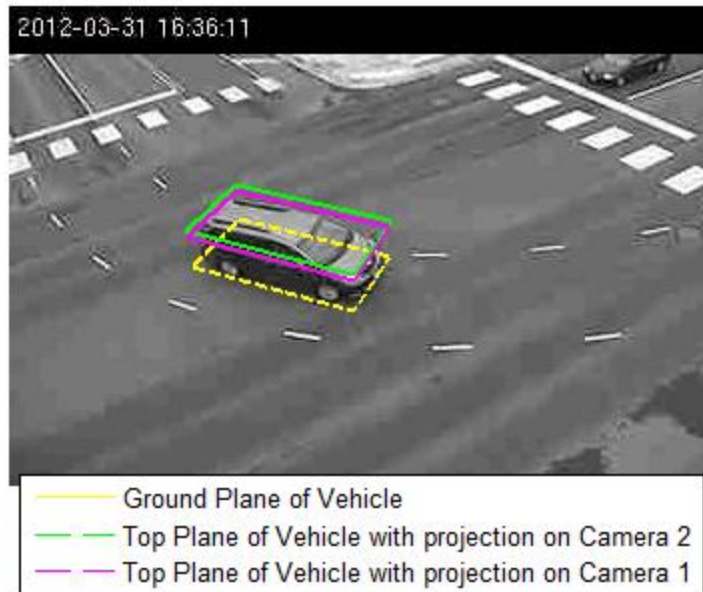 2012-03-31 16:36:11
Ground Plane of Vehicle
Top Plane of Vehicle with projection on Camera 2
Top Plane of Vehicle with projection on Camera 1